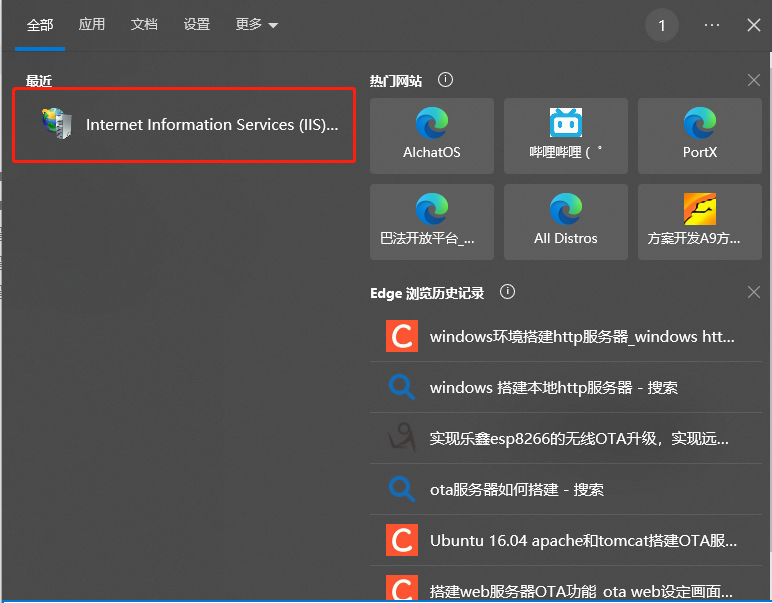 全部 应用 文档 设置 更多 1 ...
最近
Internet Information Services (IIS)...
热门网站
AIchatOS 哔哩哔哩 ( ゜ PortX
巴法开放平台_... All Distros 方案开发A9方...
Edge 浏览历史记录
windows环境搭建http服务器_windows htt...
windows 搭建本地http服务器 - 搜索
实现乐鑫esp8266的无线OTA升级，实现远...
ota服务器如何搭建 - 搜索
Ubuntu 16.04 apache和tomcat搭建OTA服...
搭建web服务器OTA功能_ota web设定画面...